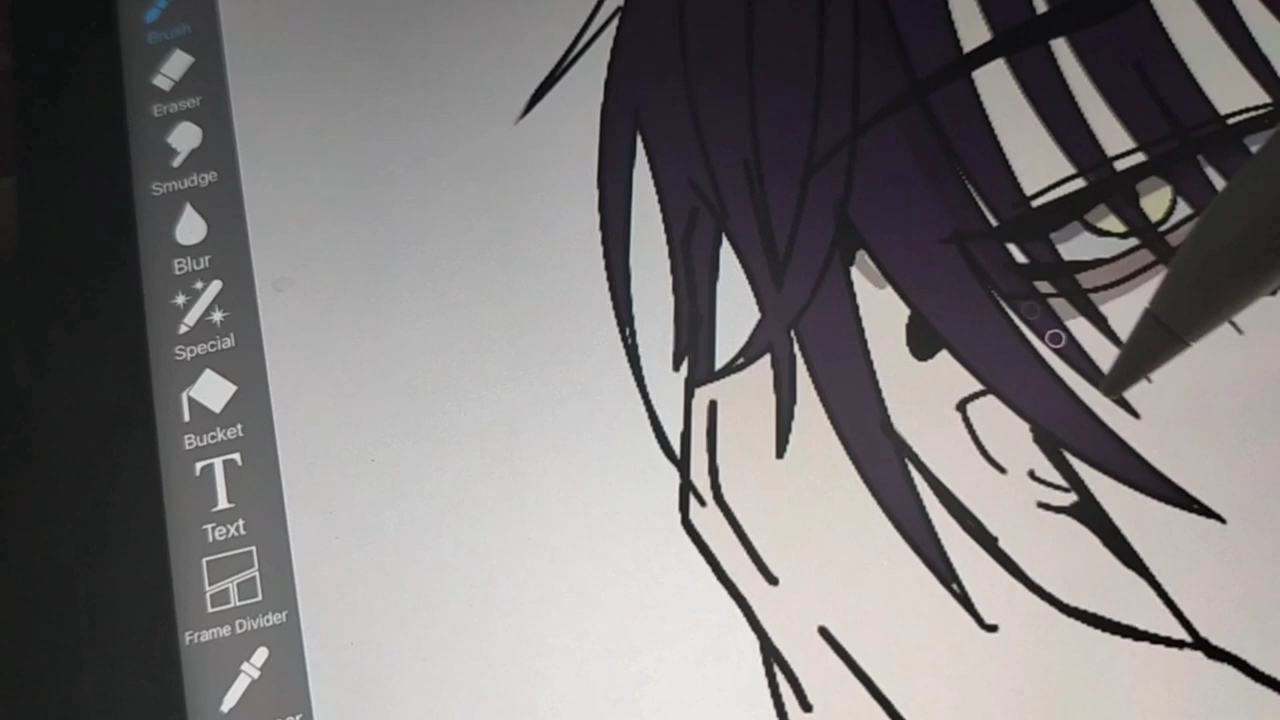 Brush
Eraser
Smudge
Blur
Special
Bucket
Text
Frame Divider